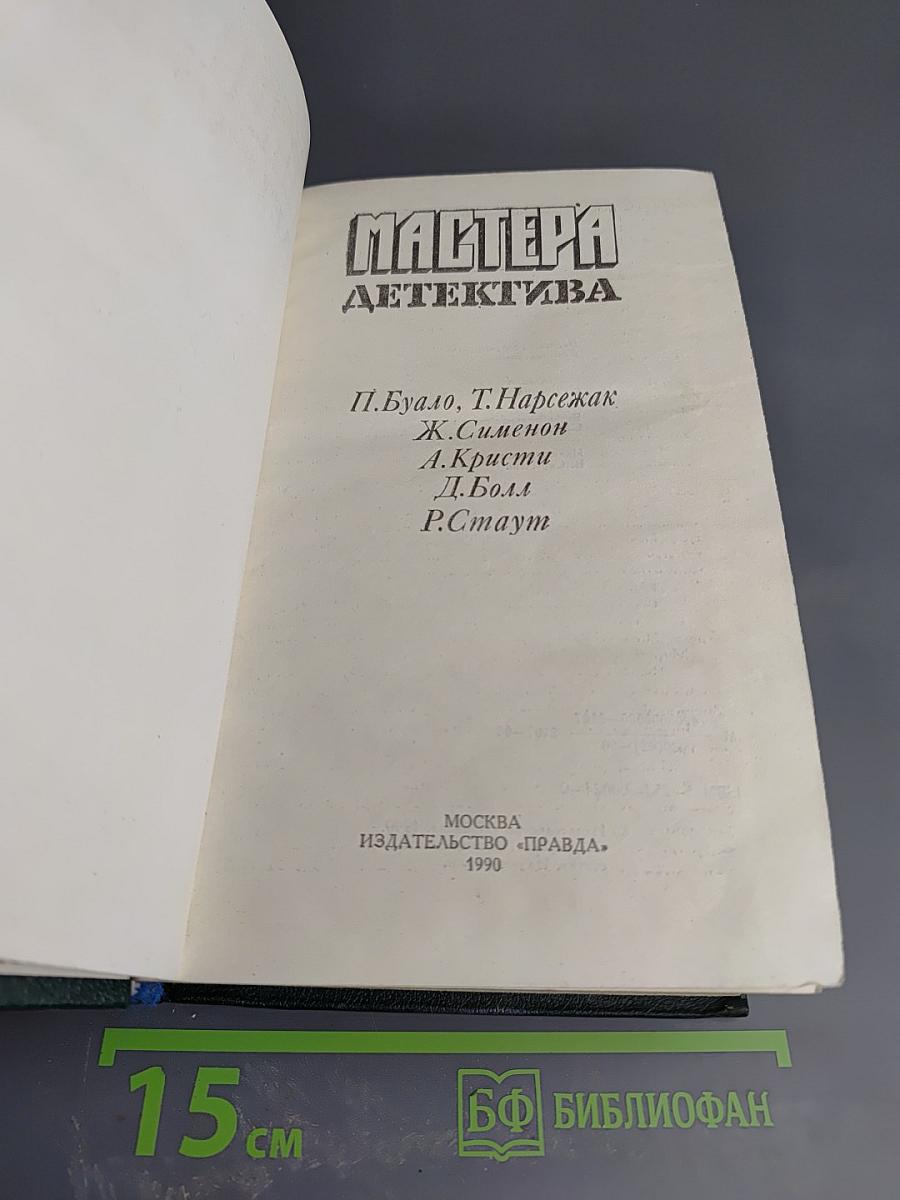 МАСТЕРА
ДЕТЕКТИВА
П.Буало, Т.Нарсежак
Ж.Сименон
А.Кристи
Д.Болл
Р.Стаут
МОСКВА
ИЗДАТЕЛЬСТВО «ПРАВДА»
1990
15 см
БФ БИБЛИОФАН